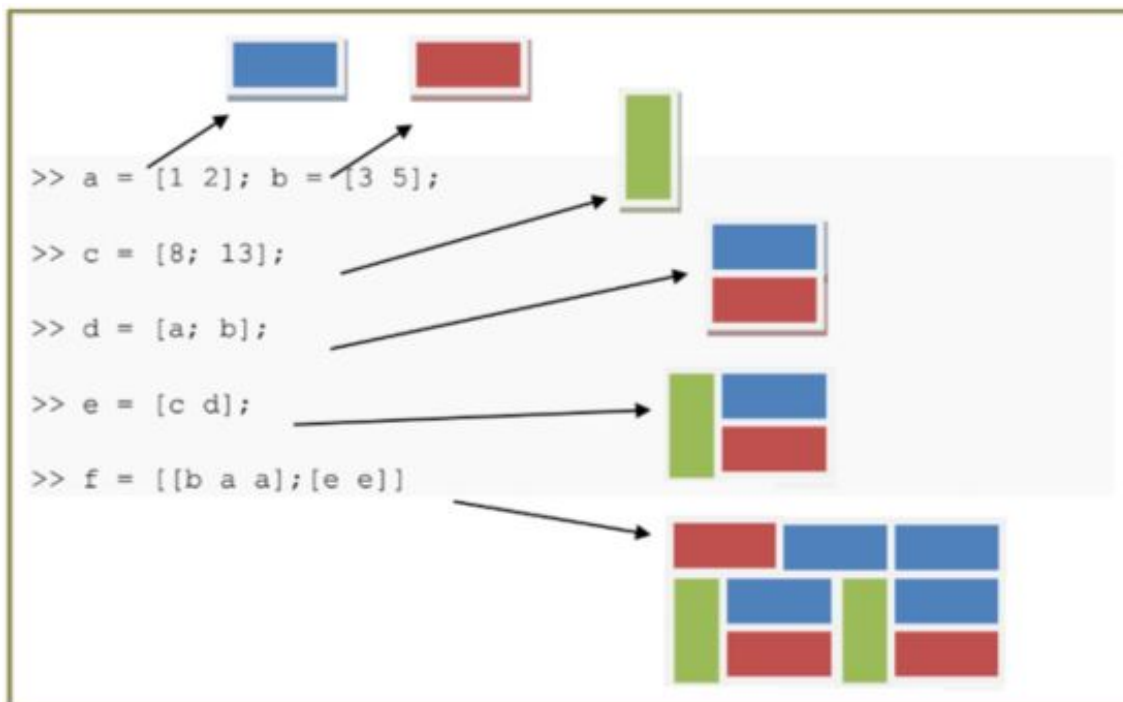 >> a = [1 2]; b = [3 5];
>> c = [8; 13];
>> d = [a; b];
>> e = [c d];
>> f = [[b a a];[e e]]